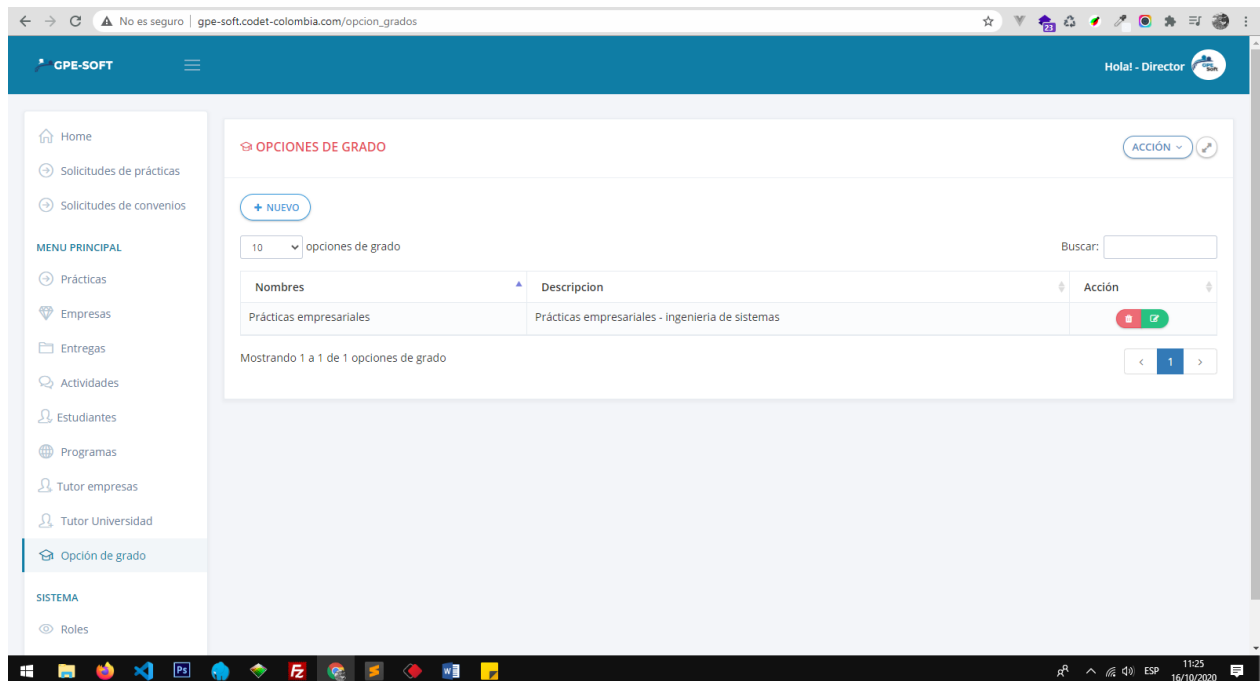 No es seguro | gpe-soft.codet-colombia.com/opcion_grados
23
GPE-SOFT
Hola! - Director
Home
Solicitudes de prácticas
Solicitudes de convenios
MENU PRINCIPAL
Prácticas
Empresas
Entregas
Actividades
Estudiantes
Programas
Tutor empresas
Tutor Universidad
Opción de grado
SISTEMA
Roles
OPCIONES DE GRADO
ACCIÓN
+ NUEVO
10 opciones de grado
Buscar:
Nombres Descripcion Acción
Prácticas empresariales Prácticas empresariales - ingenieria de sistemas
Mostrando 1 a 1 de 1 opciones de grado
< 1 >
Ps
ESP
11:25
16/10/2020